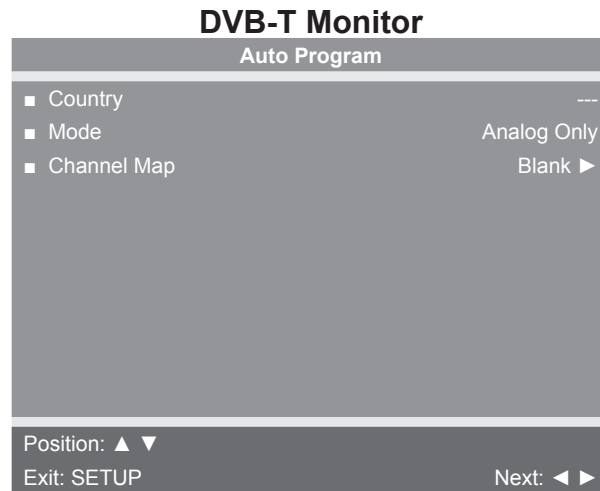 DVB-T Monitor
Auto Program
■ Country ---
■ Mode Analog Only
■ Channel Map Blank ►
Position: ▲ ▼
Exit: SETUP Next: ◄ ►